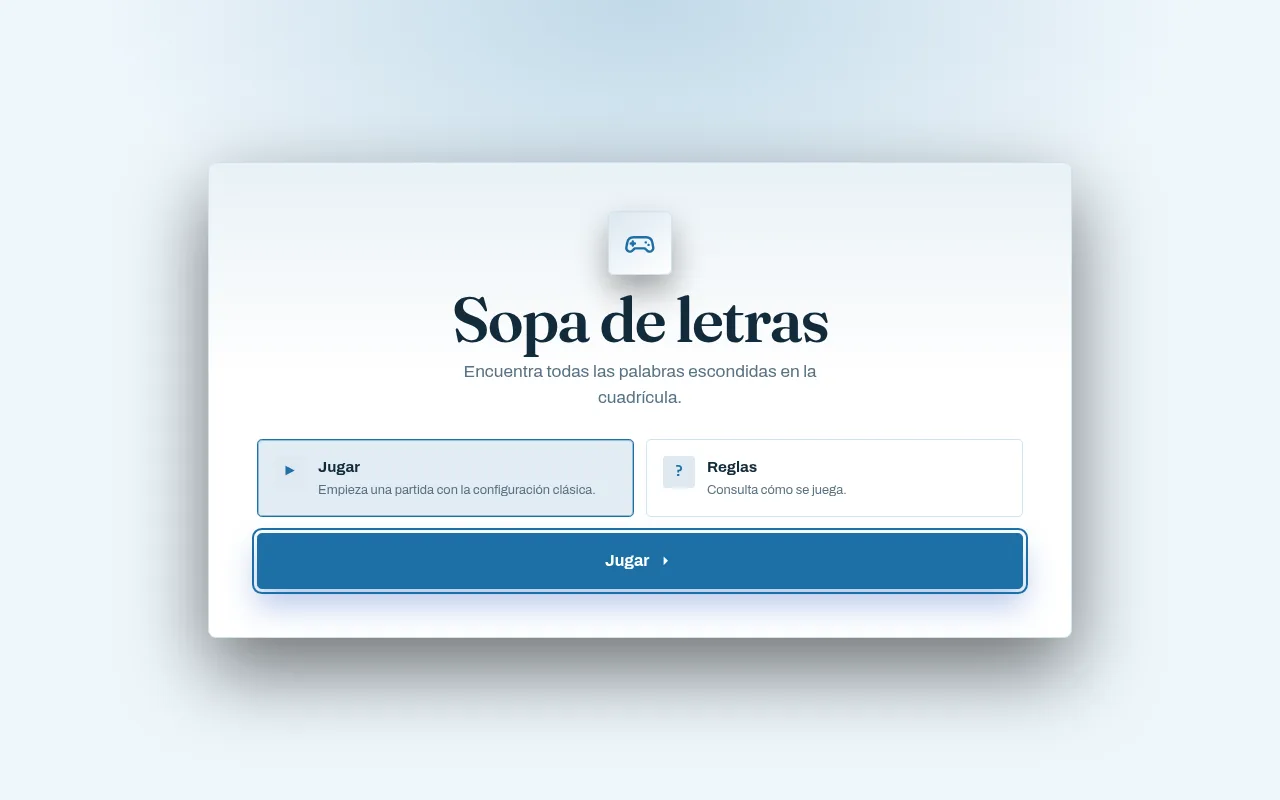 Sopa de letras
Encuentra todas las palabras escondidas en la
cuadrícula.
Jugar
Empieza una partida con la configuración clásica.
?
Reglas
Consulta cómo se juega.
Jugar